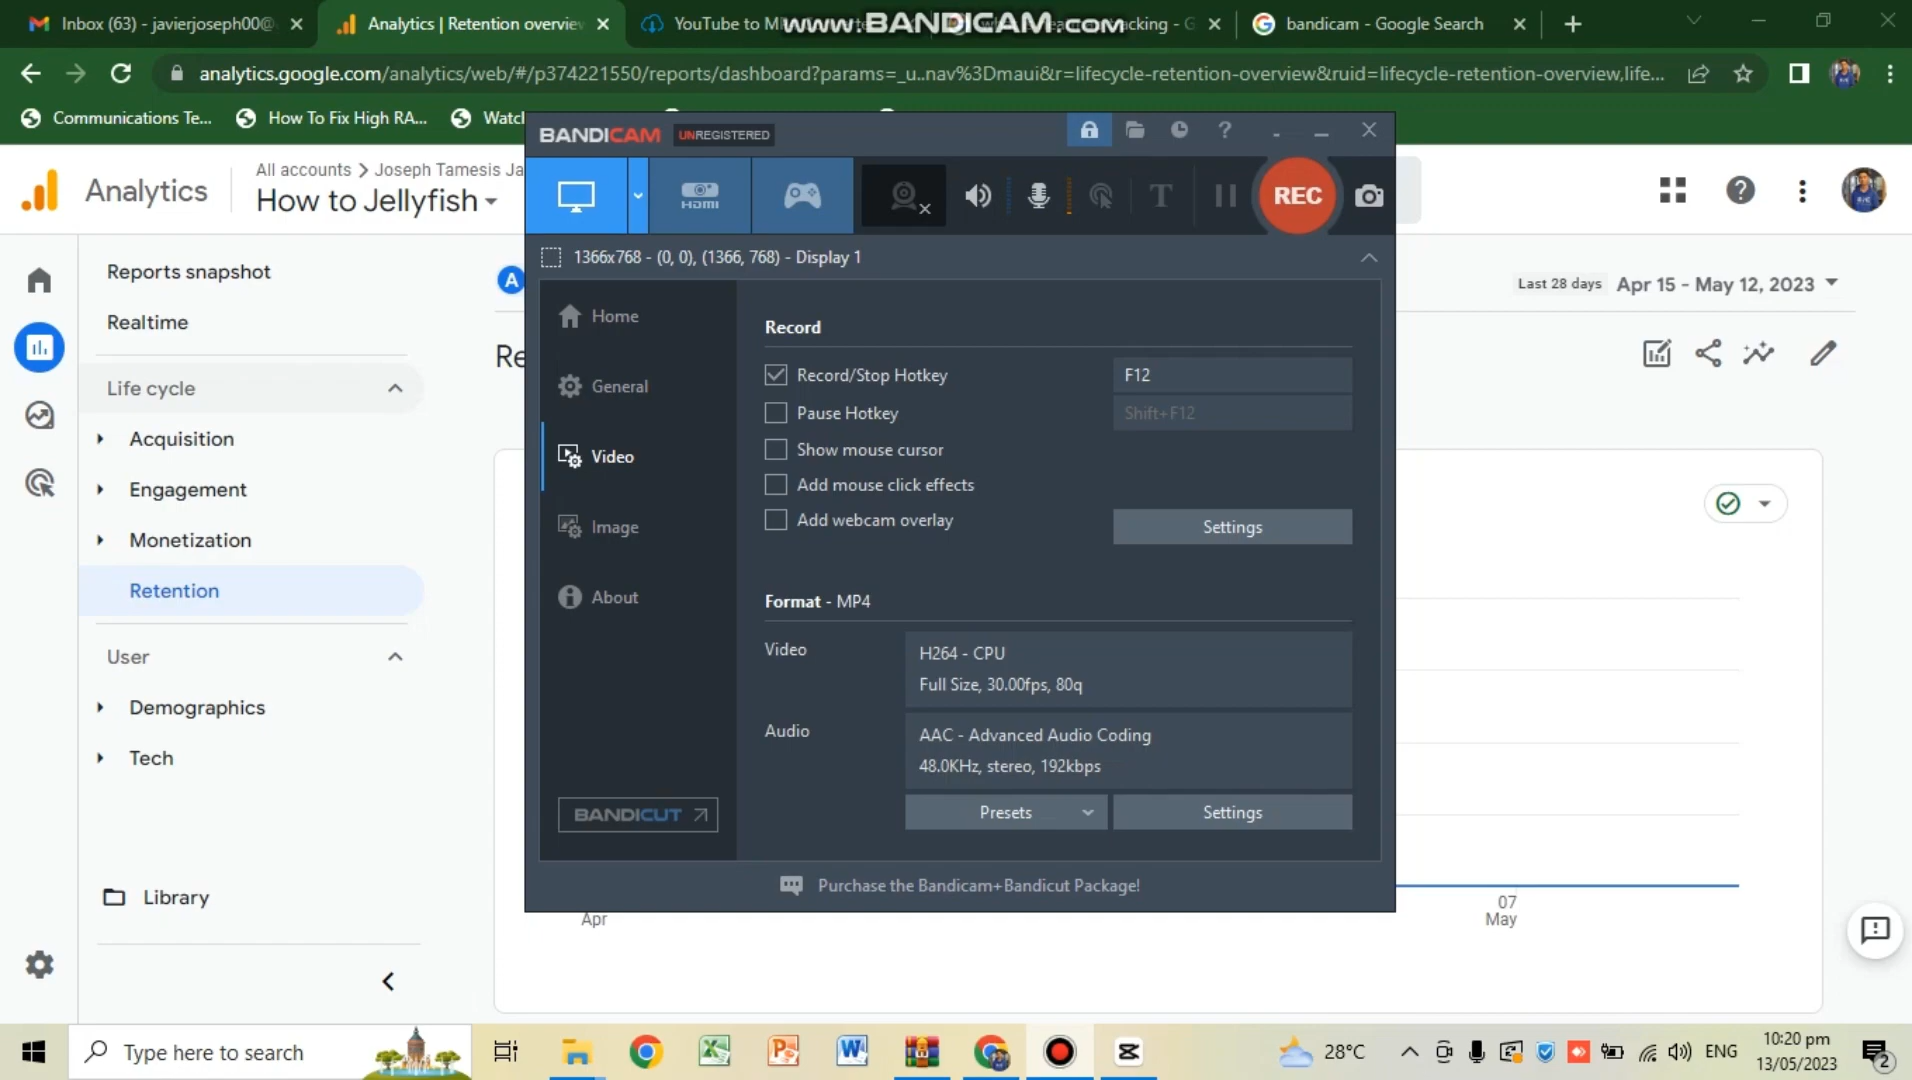 Inbox (63) - javierjoseph00@
Analytics | Retention overvie
YouTube to M
www.BANDICAM.com
cking - G
bandicam - Google Search
analytics.google.com/analytics/web/#/p374221550/reports/dashboard?params=_u..nav%3Dmaui&r=lifecycle-retention-overview&ruid=lifecycle-retention-overview,life...
Communications Te...
How To Fix High RA...
Watc
BANDICAM
UNREGISTERED
Analytics
All accounts > Joseph Tamesis Ja
How to Jellyfish
HDMI
T
REC
1366x768 - (0, 0), (1366, 768) - Display 1
Reports snapshot
Realtime
Life cycle
Acquisition
Engagement
Monetization
Retention
User
Demographics
Tech
Library
A
Re
Last 28 days
Apr 15 - May 12, 2023
Home
General
Video
Image
About
BANDICUT
Record
Record/Stop Hotkey
F12
Pause Hotkey
Shift+F12
Show mouse cursor
Add mouse click effects
Add webcam overlay
Settings
Format - MP4
Video
H264 - CPU
Full Size, 30.00fps, 80q
Audio
AAC - Advanced Audio Coding
48.0KHz, stereo, 192kbps
Presets
Settings
Purchase the Bandicam+Bandicut Package!
Apr
07
May
Type here to search
28°C
ENG
10:20 pm
13/05/2023
2